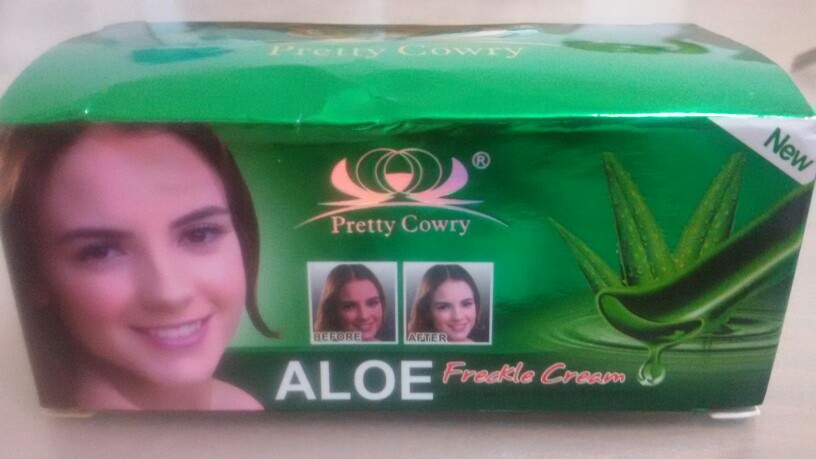 Pretty Cowry
New
®
Pretty Cowry
BEFORE
AFTER
ALOE Freckle Cream